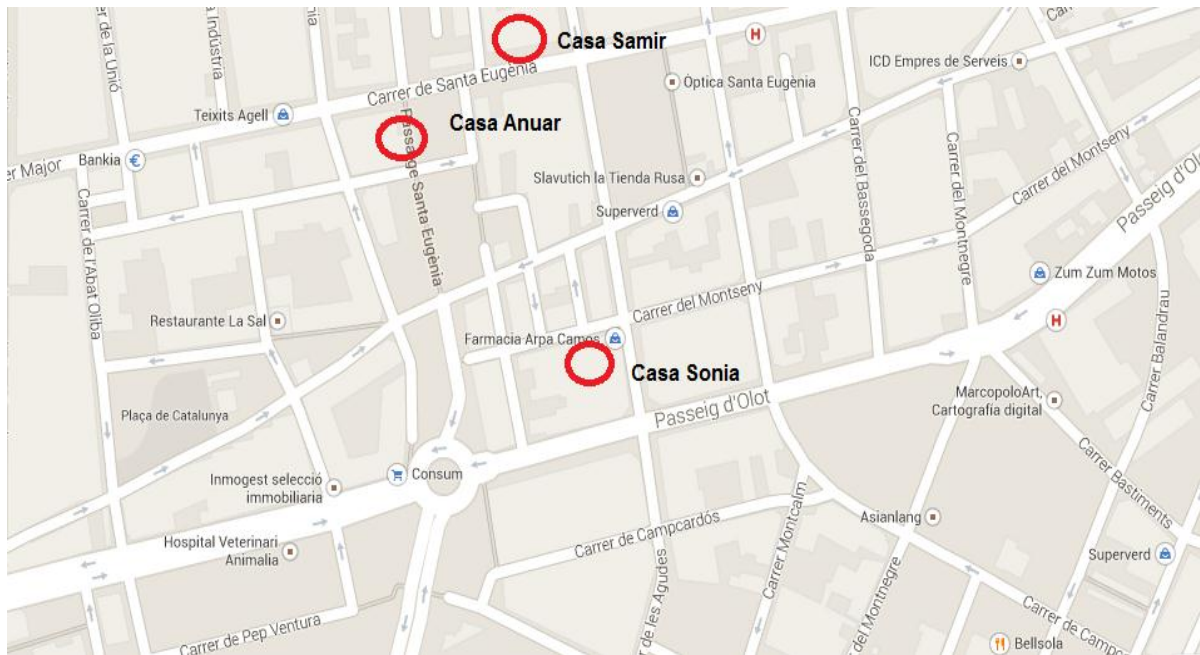 Carrer de la Unió
la Indústria
Casa Samir
H
Carrer de Santa Eugènia
Òptica Santa Eugènia
ICD Empres de Serveis
Teixits Agell
Casa Anuar
Passatge Santa Eugènia
er Major
Bankia
€
Slavutich la Tienda Rusa
Carrer del Bassegoda
Carrer del Montseny
Carrer del Montnegre
Passeig d'Olo
Superverd
Carrer de l'Abat Oliba
Zum Zum Motos
Restaurante La Sal
Carrer del Montseny
H
Farmacia Arpa Camos
Casa Sonia
Carrer Balandrau
Plaça de Catalunya
Passeig d'Olot
MarcopoloArt,
Cartografía digital
Consum
Inmogest selecció
immobiliaria
Carrer Bastiments
Asianlang
Hospital Veterinari
Animalia
Carrer de Campcardós
Carrer Montcalm
Superverd
r de les Agudes
r del Montnegre
Carrer de Pep Ventura
Bellsola
Carrer de Campc